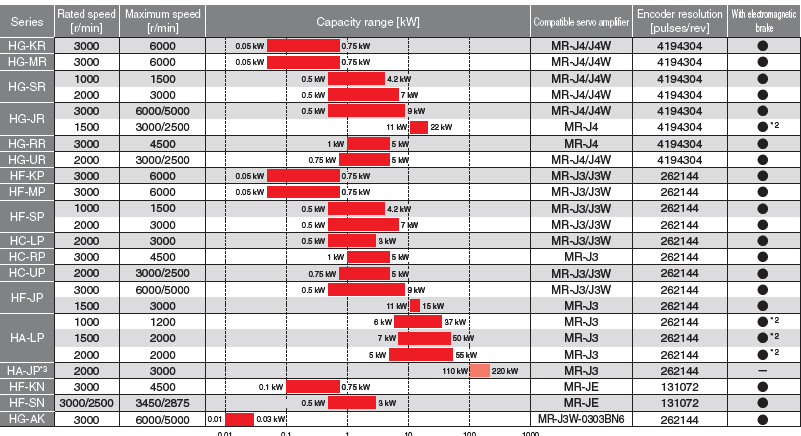 Series Rated speed [r/min] Maximum speed [r/min] Capacity range [kW] Compatible servo amplifier Encoder resolution [pulses/rev] With electromagnetic brake
HG-KR 3000 6000 0.05 kW 0.75 kW MR-J4/J4W 4194304 ●
HG-MR 3000 6000 0.05 kW 0.75 kW MR-J4/J4W 4194304 ●
HG-SR 1000 1500 0.5 kW 4.2 kW MR-J4/J4W 4194304 ●
2000 3000 0.5 kW 7 kW MR-J4/J4W 4194304 ●
HG-JR 3000 6000/5000 0.5 kW 9 kW MR-J4/J4W 4194304 ●
1500 3000/2500 11 kW 22 kW MR-J4 4194304 ●*2
HG-RR 3000 4500 1 kW 5 kW MR-J4 4194304 ●
HG-UR 2000 3000/2500 0.75 kW 5 kW MR-J4/J4W 4194304 ●
HF-KP 3000 6000 0.05 kW 0.75 kW MR-J3/J3W 262144 ●
HF-MP 3000 6000 0.05 kW 0.75 kW MR-J3/J3W 262144 ●
HF-SP 1000 1500 0.5 kW 4.2 kW MR-J3/J3W 262144 ●
2000 3000 0.5 kW 7 kW MR-J3/J3W 262144 ●
HC-LP 2000 3000 0.5 kW 3 kW MR-J3/J3W 262144 ●
HC-RP 3000 4500 1 kW 5 kW MR-J3 262144 ●
HC-UP 2000 3000/2500 0.75 kW 5 kW MR-J3/J3W 262144 ●
HF-JP 3000 6000/5000 0.5 kW 9 kW MR-J3/J3W 262144 ●
1500 3000 11 kW 15 kW MR-J3 262144 ●
HA-LP 1000 1200 6 kW 37 kW MR-J3 262144 ●*2
1500 2000 7 kW 50 kW MR-J3 262144 ●*2
2000 2000 5 kW 55 kW MR-J3 262144 ●*2
HA-JP*3 2000 3000 110 kW 220 kW MR-J3 262144 —
HF-KN 3000 4500 0.1 kW 0.75 kW MR-JE 131072 ●
HF-SN 3000/2500 3450/2875 0.5 kW 3 kW MR-JE 131072 ●
HG-AK 3000 6000/5000 0.01 0.03 kW MR-J3W-0303BN6 262144 ●
0.01 0.1 1 10 100 1000